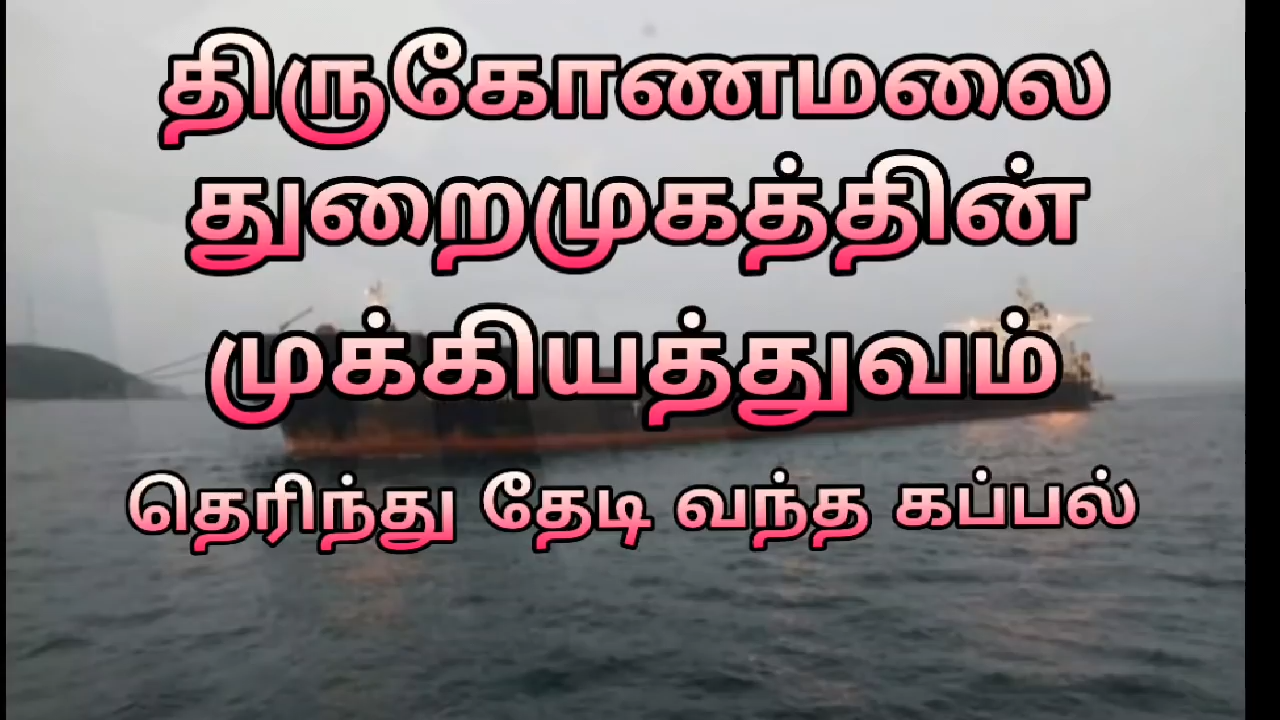 திருகோணமலை
துறைமுகத்தின்
முக்கியத்துவம்
தெரிந்து தேடி வந்த கப்பல்